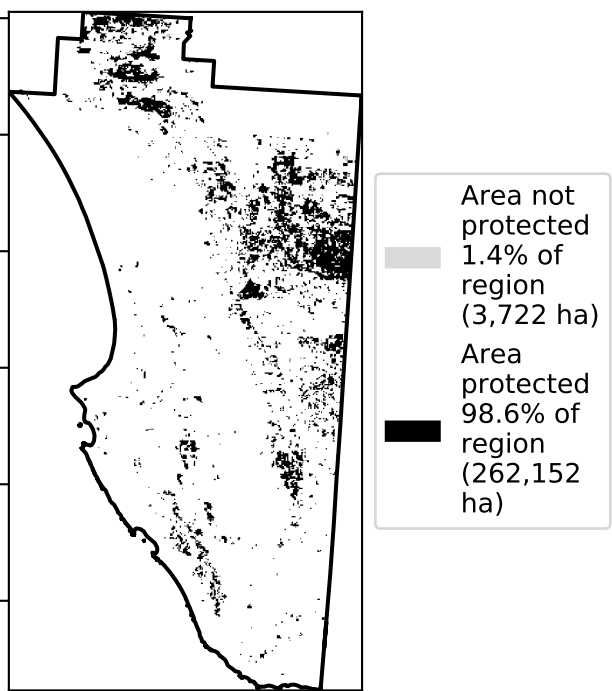 Area not
protected
1.4% of
region
(3,722 ha)
Area
protected
98.6% of
region
(262,152
ha)